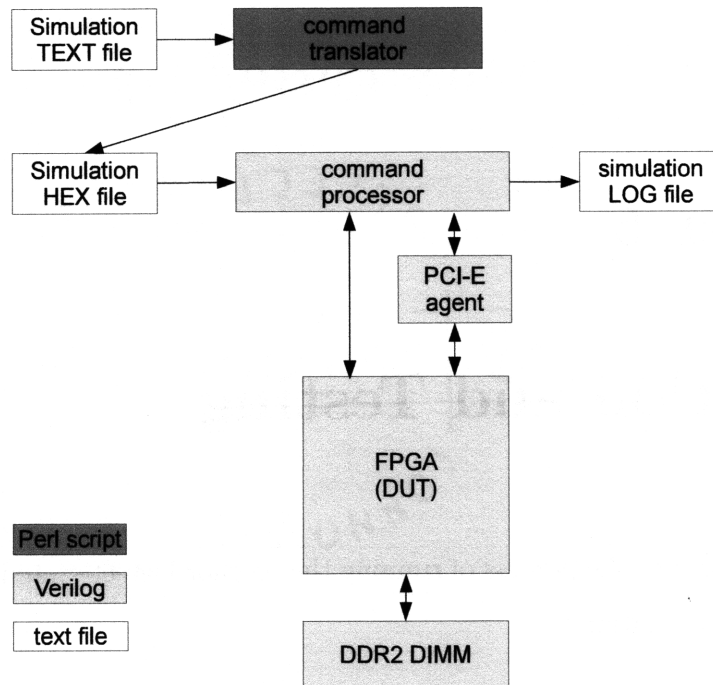 Simulation
TEXT file
command
translator
Simulation
HEX file
command
processor
simulation
LOG file
PCI-E
agent
FPGA
(DUT)
DDR2 DIMM
Perl script
Verilog
text file